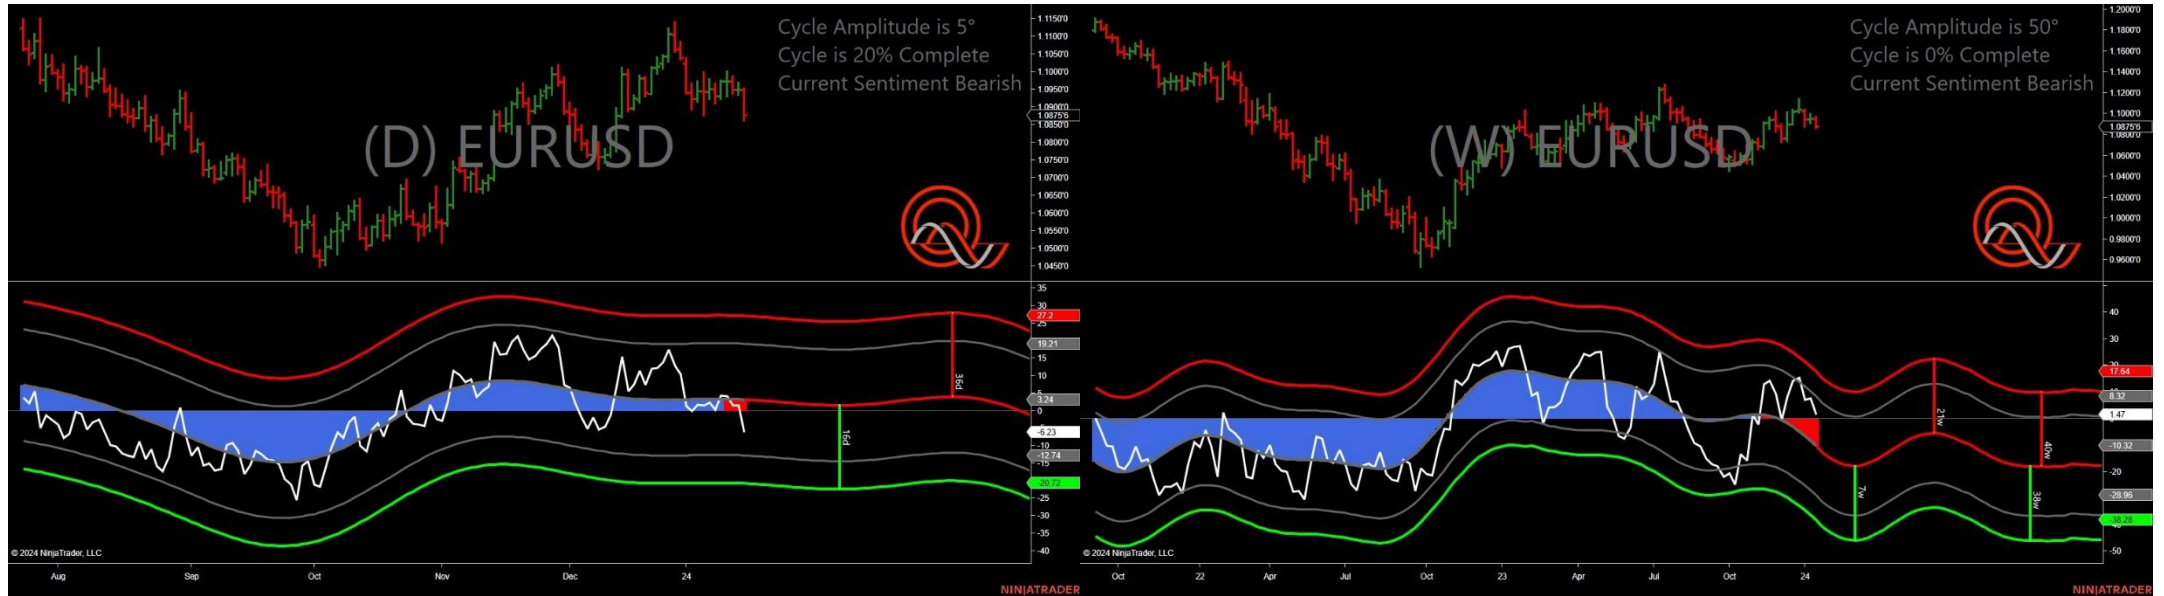 Cycle Amplitude is 5°
Cycle is 20% Complete
Current Sentiment Bearish
(D) EURUSD
1.1150'0
1.1100'0
1.1050'0
1.1000'0
1.0950'0
1.0900'0
1.0875'6
1.0850'0
1.0750'0
1.0700'0
1.0650'0
1.0600'0
1.0550'0
1.0500'0
1.0450'0
35
30
27.2
25
19.21
15
10
5
3.24
0
-6.23
-10
-12.74
-15
-20.72
-25
-30
-35
-40
36d
16d
© 2024 NinjaTrader, LLC
Aug Sep Oct Nov Dec 24
NINJATRADER
Cycle Amplitude is 50°
Cycle is 0% Complete
Current Sentiment Bearish
(W) EURUSD
1.2000'0
1.1800'0
1.1600'0
1.1400'0
1.1200'0
1.1000'0
1.0875'6
1.0800'0
1.0600'0
1.0400'0
1.0200'0
1.0000'0
0.9800'0
0.9600'0
40
30
17.64
8.32
1.47
-10.32
-20
-28.96
-38.28
-50
21w
40w
7w
38w
© 2024 NinjaTrader, LLC
Oct 22 Apr Jul Oct 23 Apr Jul Oct 24
NINJATRADER